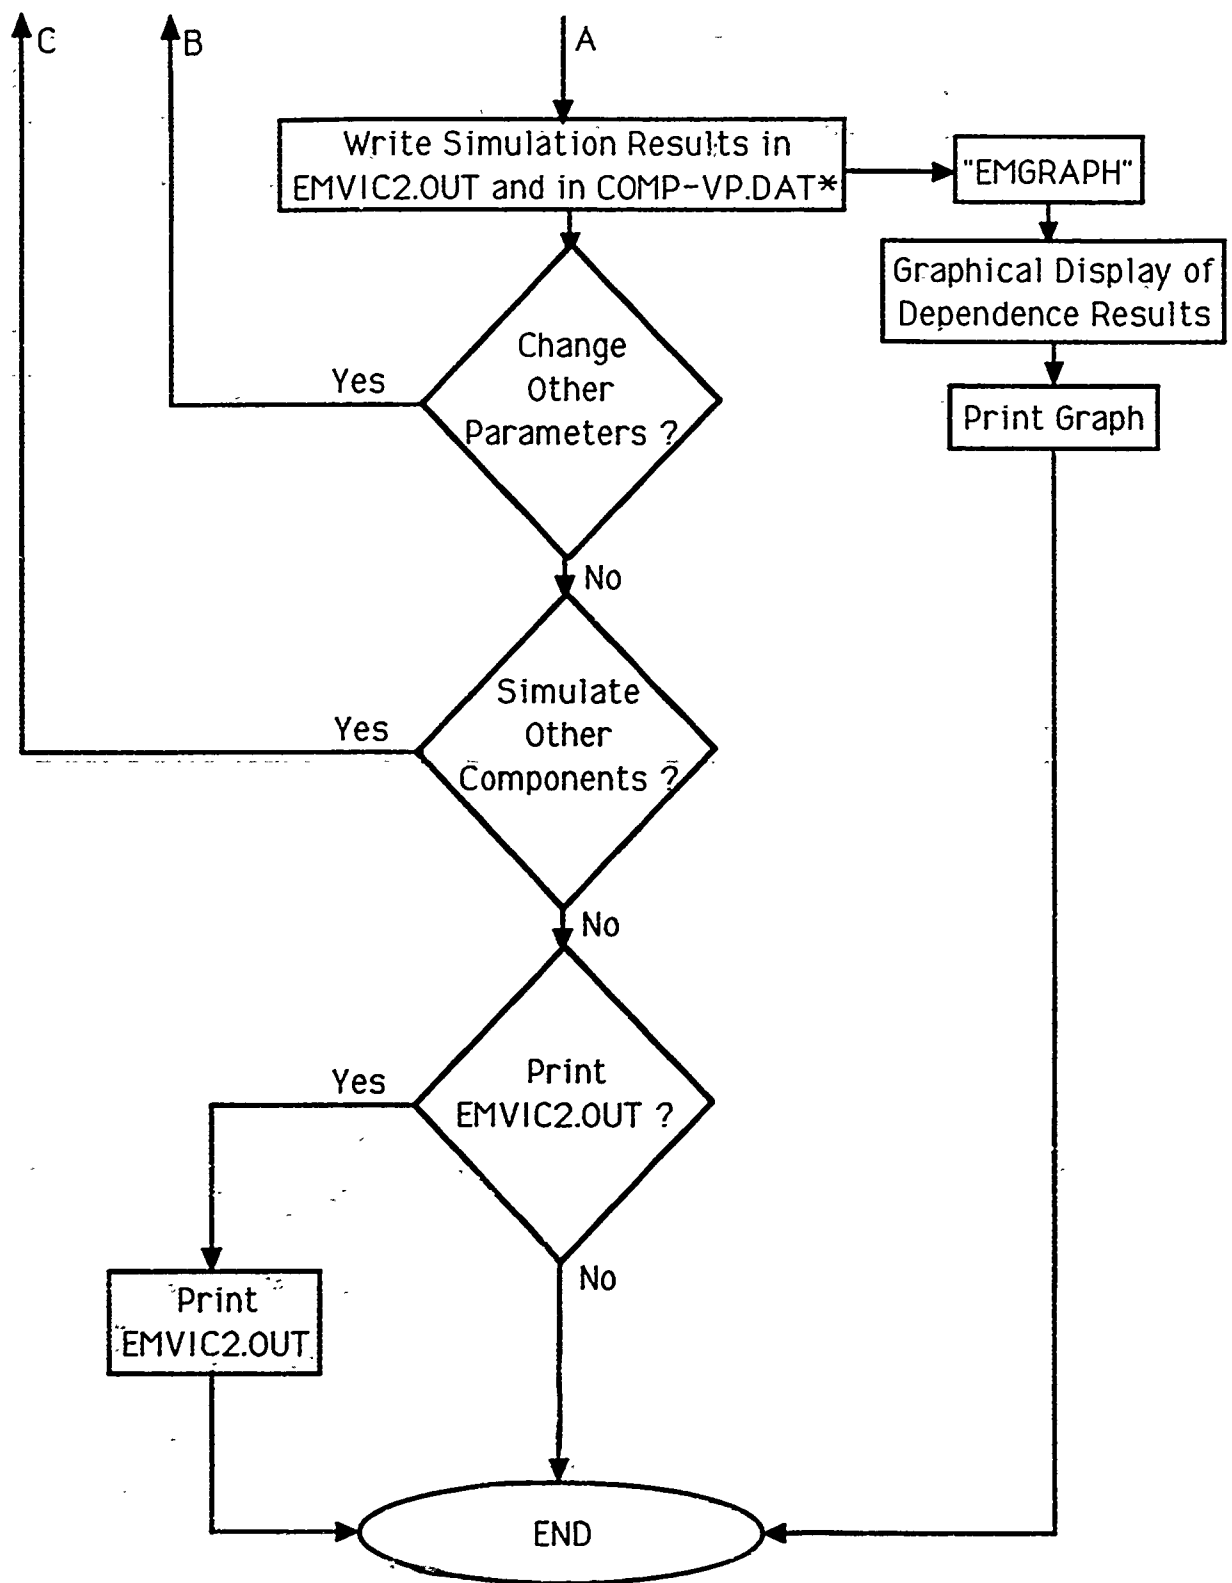 C
B
A
Write Simulation Results in
EMVIC2.OUT and in COMP-VP.DAT*
"EMGRAPH"
Graphical Display of
Dependence Results
Print Graph
Change
Other
Parameters ?
Yes
No
Simulate
Other
Components ?
Yes
No
Print
EMVIC2.OUT ?
Yes
No
Print
EMVIC2.OUT
END